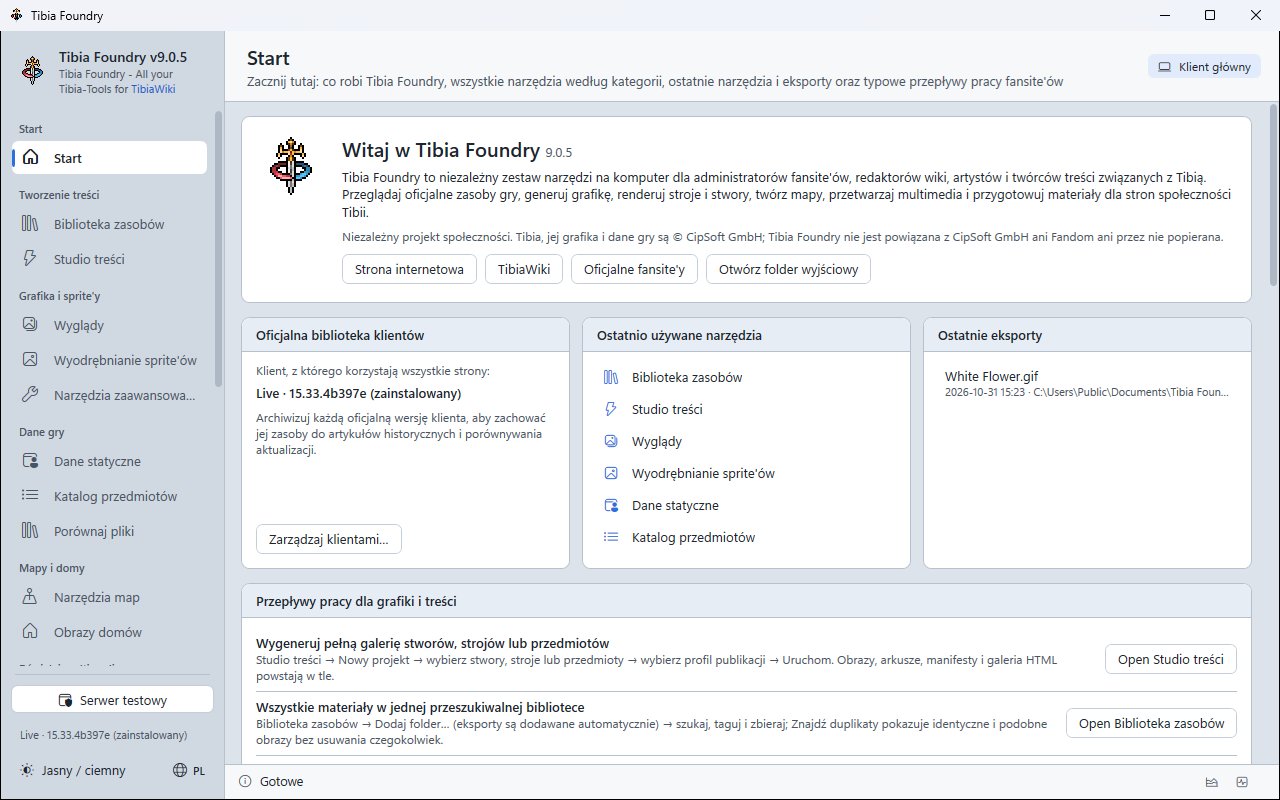 Tibia Foundry
Tibia Foundry v9.0.5
Tibia Foundry - All your
Tibia-Tools for TibiaWiki
Start
Start
Tworzenie treści
Biblioteka zasobów
Studio treści
Grafika i sprite'y
Wyglądy
Wyodrębnianie sprite'ów
Narzędzia zaawansowa...
Dane gry
Dane statyczne
Katalog przedmiotów
Porównaj pliki
Mapy i domy
Narzędzia map
Obrazy domów
Serwer testowy
Live · 15.33.4b397e (zainstalowany)
Jasny / ciemny
PL
Start
Zacznij tutaj: co robi Tibia Foundry, wszystkie narzędzia według kategorii, ostatnie narzędzia i eksporty oraz typowe przepływy pracy fansite'ów
Klient główny
Witaj w Tibia Foundry 9.0.5
Tibia Foundry to niezależny zestaw narzędzi na komputer dla administratorów fansite'ów, redaktorów wiki, artystów i twórców treści związanych z Tibią.
Przeglądaj oficjalne zasoby gry, generuj grafikę, renderuj stroje i stwory, twórz mapy, przetwarzaj multimedia i przygotowuj materiały dla stron społeczności
Tibii.
Niezależny projekt społeczności. Tibia, jej grafika i dane gry są © CipSoft GmbH; Tibia Foundry nie jest powiązana z CipSoft GmbH ani Fandom ani przez nie popierana.
Strona internetowa
TibiaWiki
Oficjalne fansite'y
Otwórz folder wyjściowy
Oficjalna biblioteka klientów
Klient, z którego korzystają wszystkie strony:
Live · 15.33.4b397e (zainstalowany)
Archiwizuj każdą oficjalną wersję klienta, aby zachować
jej zasoby do artykułów historycznych i porównywania
aktualizacji.
Zarządzaj klientami...
Ostatnio używane narzędzia
Biblioteka zasobów
Studio treści
Wyglądy
Wyodrębnianie sprite'ów
Dane statyczne
Katalog przedmiotów
Ostatnie eksporty
White Flower.gif
2026-10-31 15:23 · C:\Users\Public\Documents\Tibia Foun...
Przepływy pracy dla grafiki i treści
Wygeneruj pełną galerię stworów, strojów lub przedmiotów
Studio treści → Nowy projekt → wybierz stwory, stroje lub przedmioty → wybierz profil publikacji → Uruchom. Obrazy, arkusze, manifesty i galeria HTML
powstają w tle.
Open Studio treści
Wszystkie materiały w jednej przeszukiwalnej bibliotece
Biblioteka zasobów → Dodaj folder... (eksporty są dodawane automatycznie) → szukaj, taguj i zbieraj; Znajdź duplikaty pokazuje identyczne i podobne
obrazy bez usuwania czegokolwiek.
Open Biblioteka zasobów
Gotowe